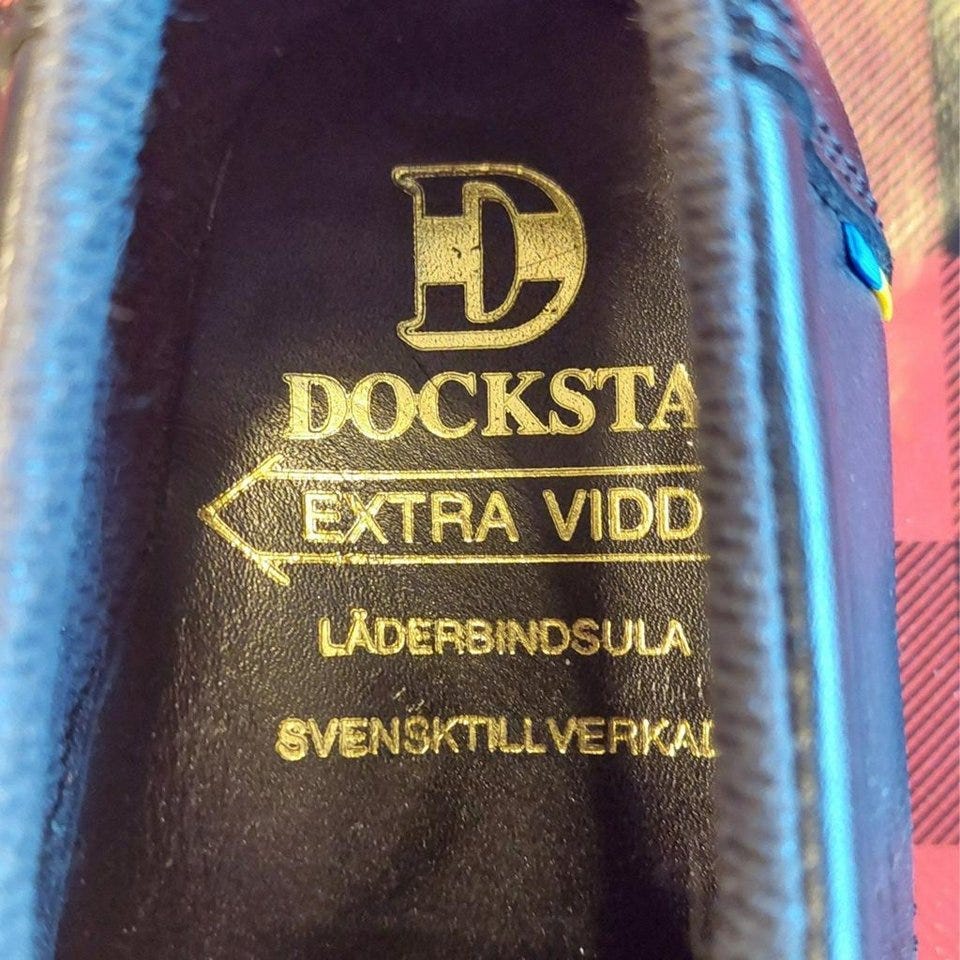 D
DOCKSTA
EXTRA VIDD
LÄDERBINDSULA
SVENSKTILLVERKAD